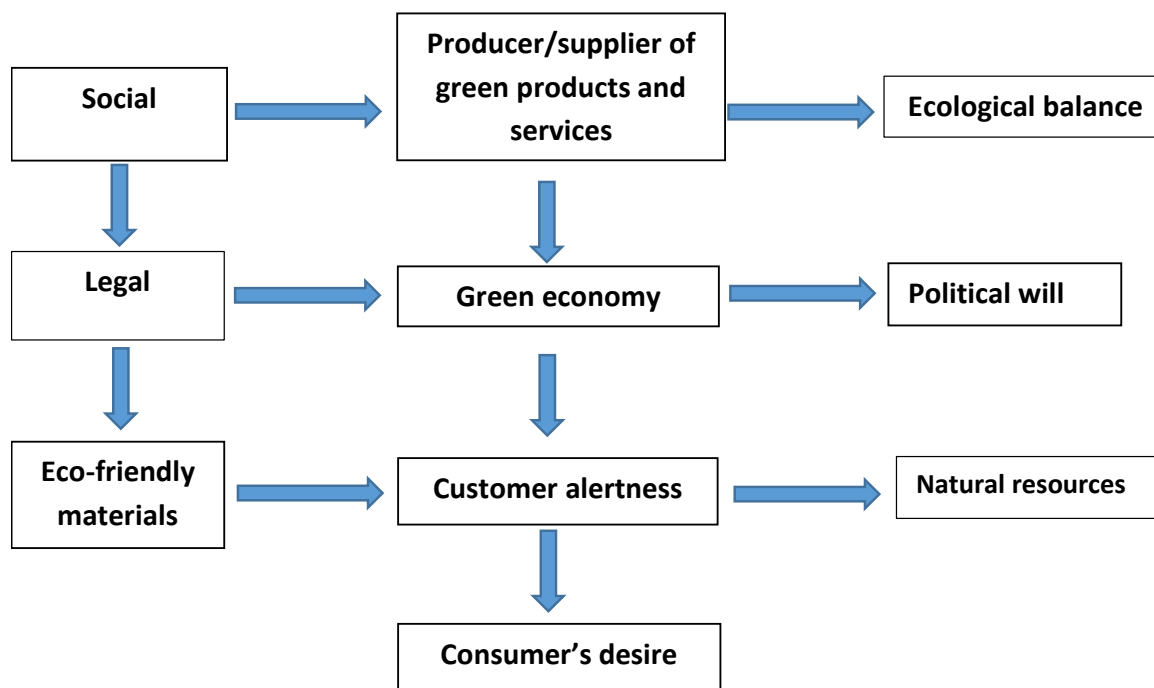 Social
Producer/supplier of
green products and
services
Ecological balance
Legal
Green economy
Political will
Eco-friendly
materials
Customer alertness
Natural resources
Consumer’s desire